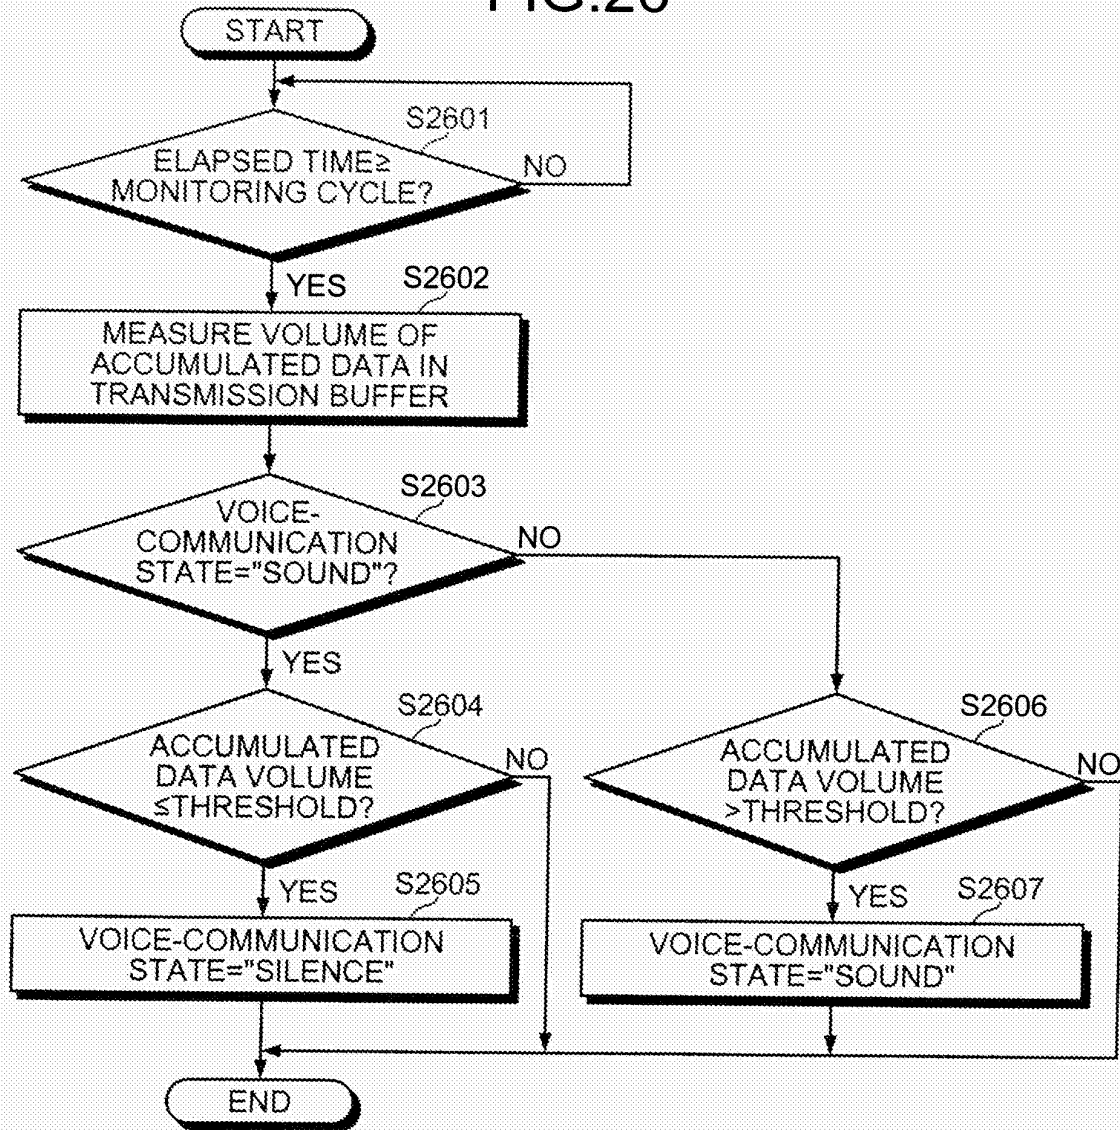 FIG.26
START
S2601
ELAPSED TIME≥
MONITORING CYCLE?
NO
YES
S2602
MEASURE VOLUME OF
ACCUMULATED DATA IN
TRANSMISSION BUFFER
S2603
VOICE-
COMMUNICATION
STATE="SOUND"?
NO
YES
S2604
ACCUMULATED
DATA VOLUME
≤THRESHOLD?
NO
S2606
ACCUMULATED
DATA VOLUME
>THRESHOLD?
NO
YES
S2605
VOICE-COMMUNICATION
STATE="SILENCE"
YES
S2607
VOICE-COMMUNICATION
STATE="SOUND"
END